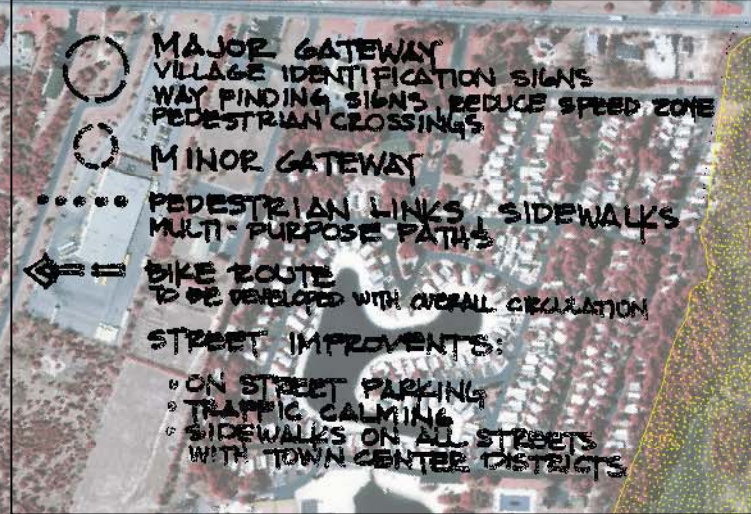 MAJOR GATEWAY
VILLAGE IDENTIFICATION SIGNS
WAY FINDING SIGNS, REDUCE SPEED ZONE
PEDESTRIAN CROSSINGS
MINOR GATEWAY
PEDESTRIAN LINKS, SIDEWALKS
MULTI-PURPOSE PATHS
BIKE ROUTE
TO BE DEVELOPED WITH OVERALL CIRCULATION
STREET IMPROVENTS:
• ON STREET PARKING
• TRAFFIC CALMING
• SIDEWALKS ON ALL STREETS
WITH TOWN CENTER DISTRICTS